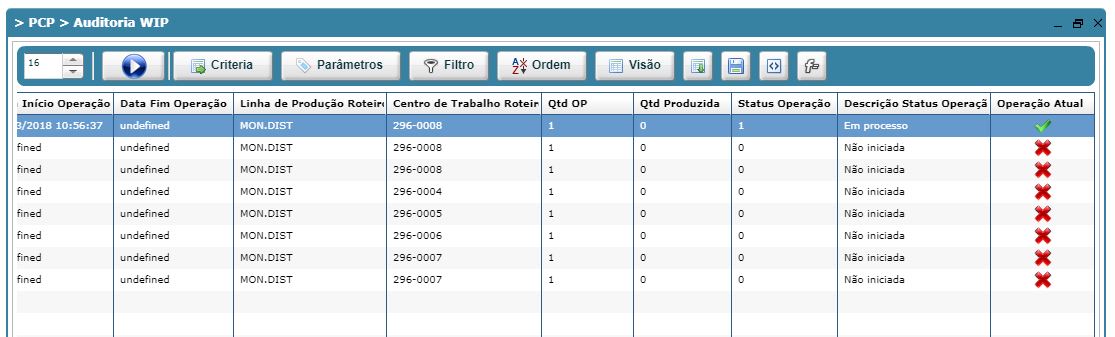 > PCP > Auditoria WIP
16 Criteria Parâmetros Filtro Ordem Visão
Início Operação Data Fim Operação Linha de Produção Roteiro Centro de Trabalho Roteir Qtd OP Qtd Produzida Status Operação Descrição Status Operaçã Operação Atual
3/2018 10:56:37 undefined MON.DIST 296-0008 1 0 1 Em processo
fined undefined MON.DIST 296-0008 1 0 0 Não iniciada
fined undefined MON.DIST 296-0008 1 0 0 Não iniciada
fined undefined MON.DIST 296-0004 1 0 0 Não iniciada
fined undefined MON.DIST 296-0005 1 0 0 Não iniciada
fined undefined MON.DIST 296-0006 1 0 0 Não iniciada
fined undefined MON.DIST 296-0007 1 0 0 Não iniciada
fined undefined MON.DIST 296-0007 1 0 0 Não iniciada